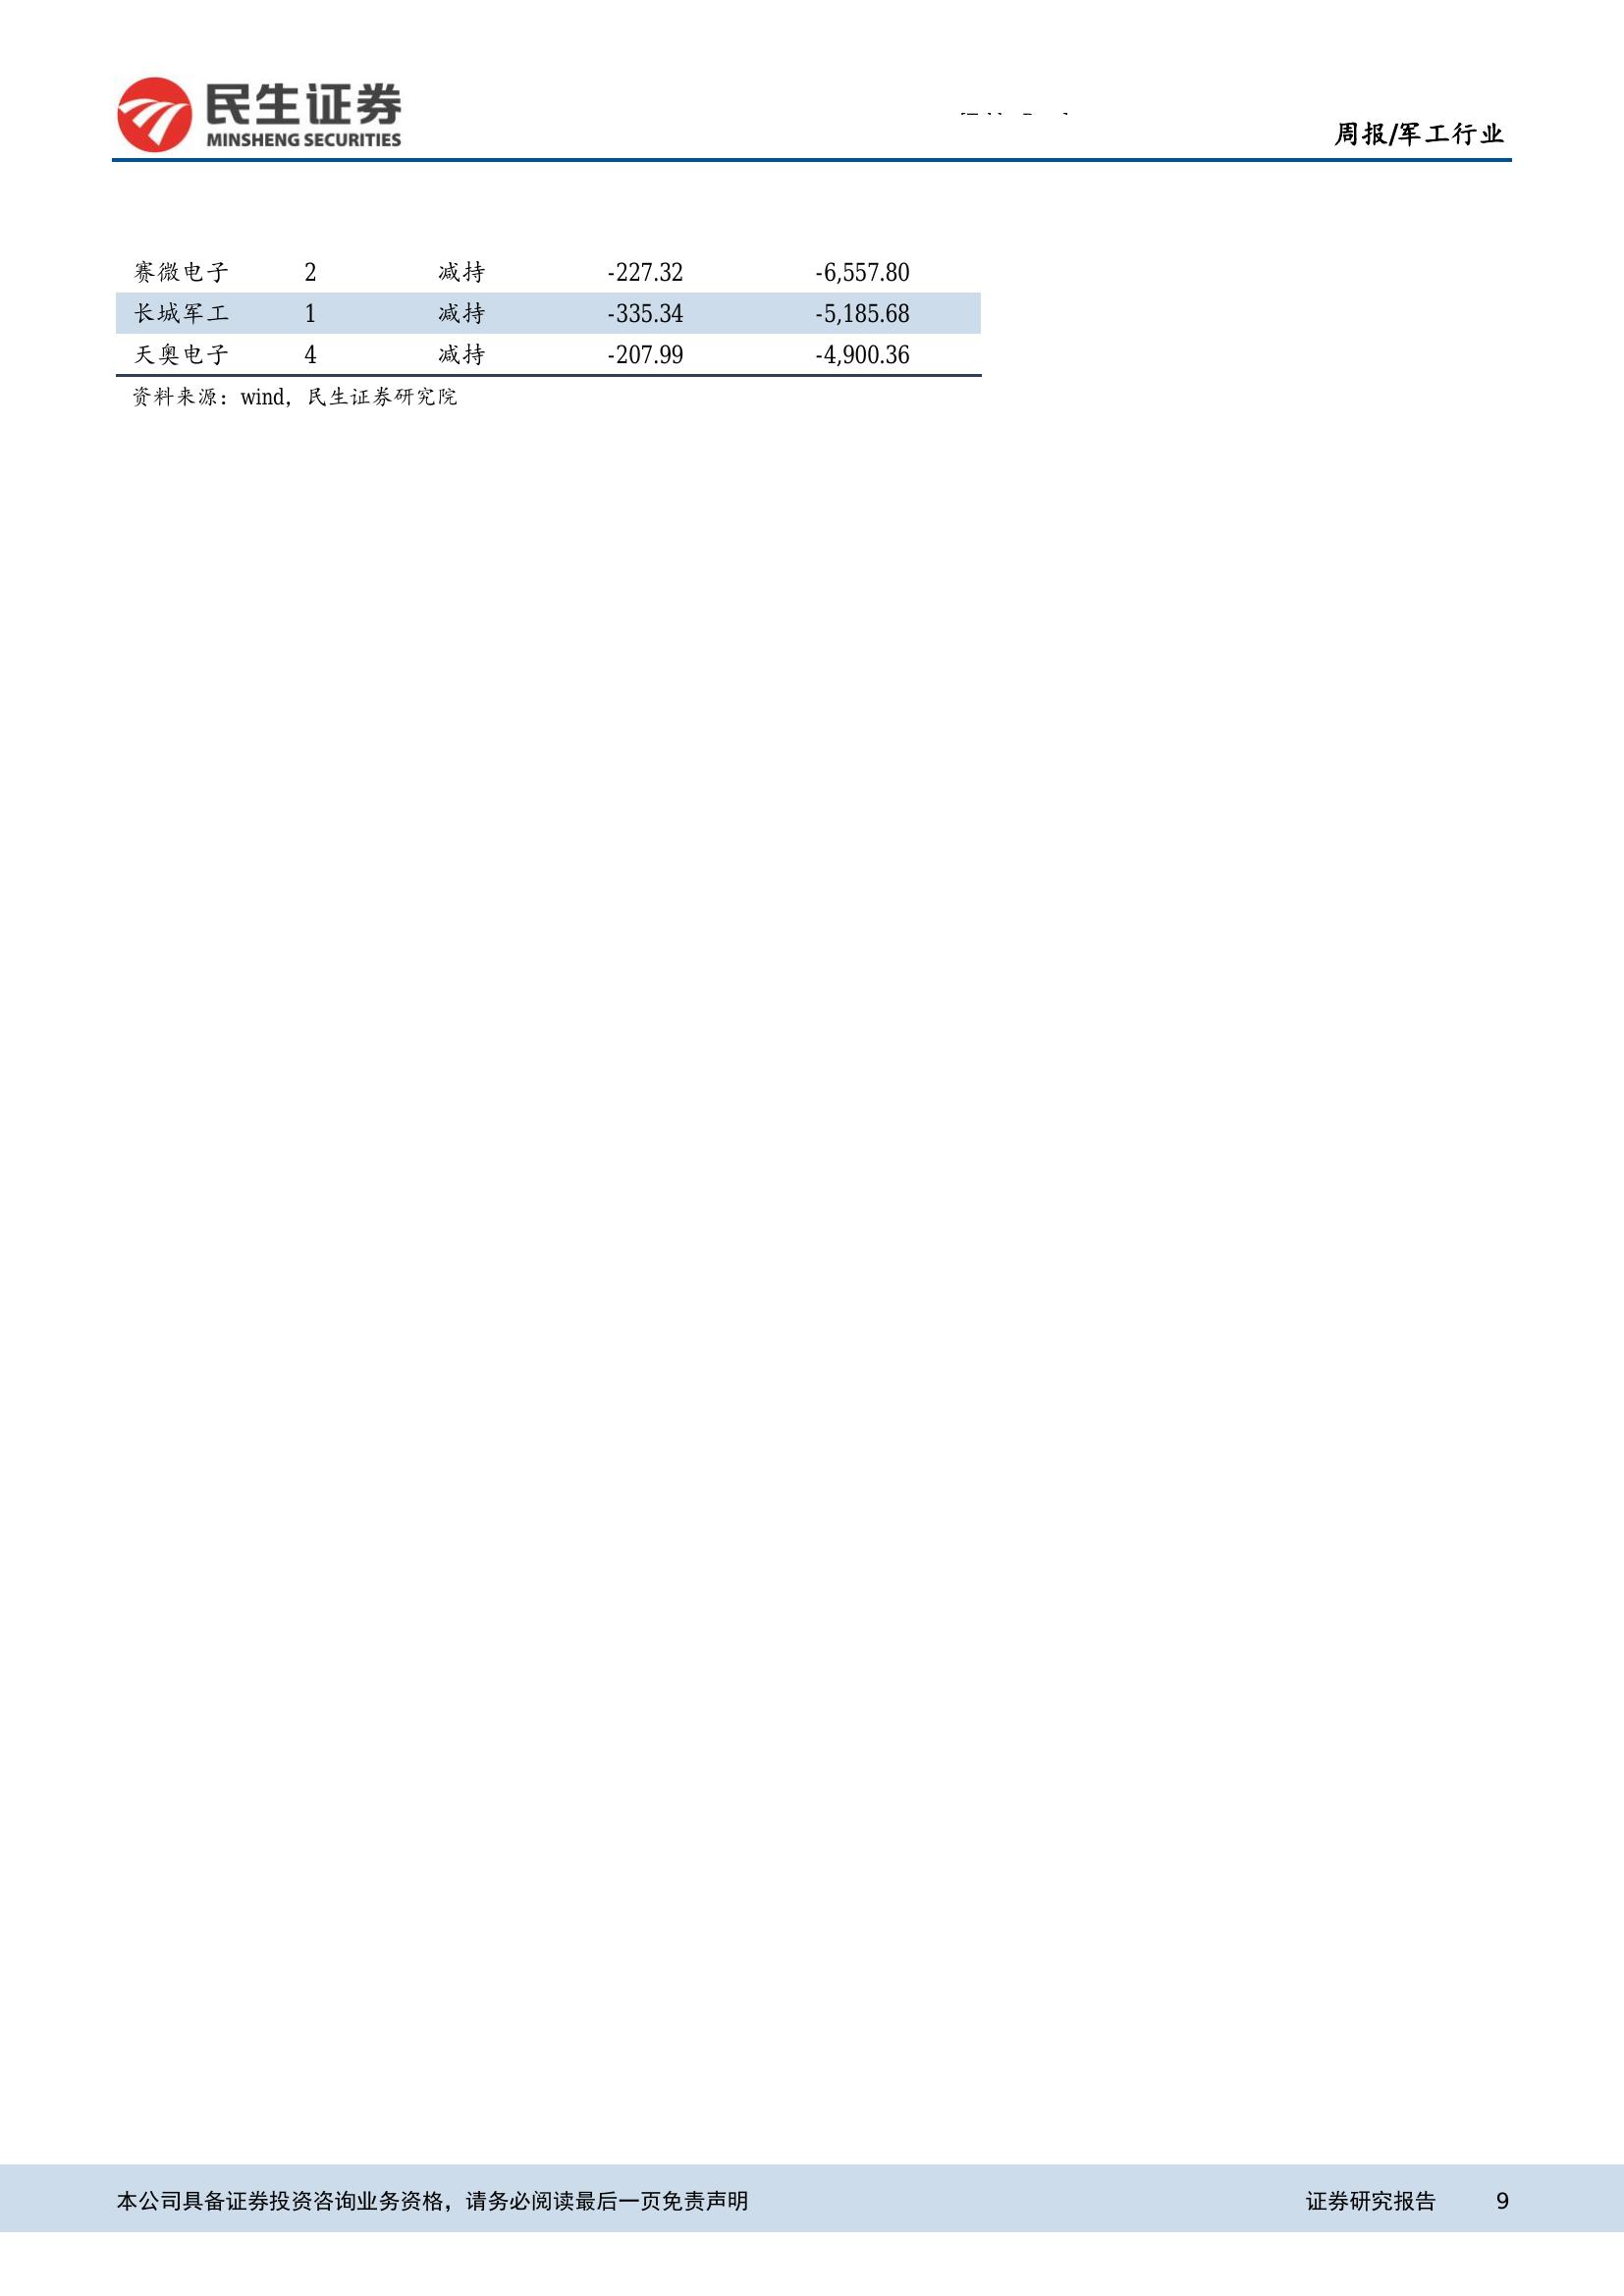 民生证券
MINSHENG SECURITIES
周报/军工行业
赛微电子 2 减持 -227.32 -6,557.80
长城军工 1 减持 -335.34 -5,185.68
天奥电子 4 减持 -207.99 -4,900.36
资料来源：wind，民生证券研究院
本公司具备证券投资咨询业务资格，请务必阅读最后一页免责声明 证券研究报告 9